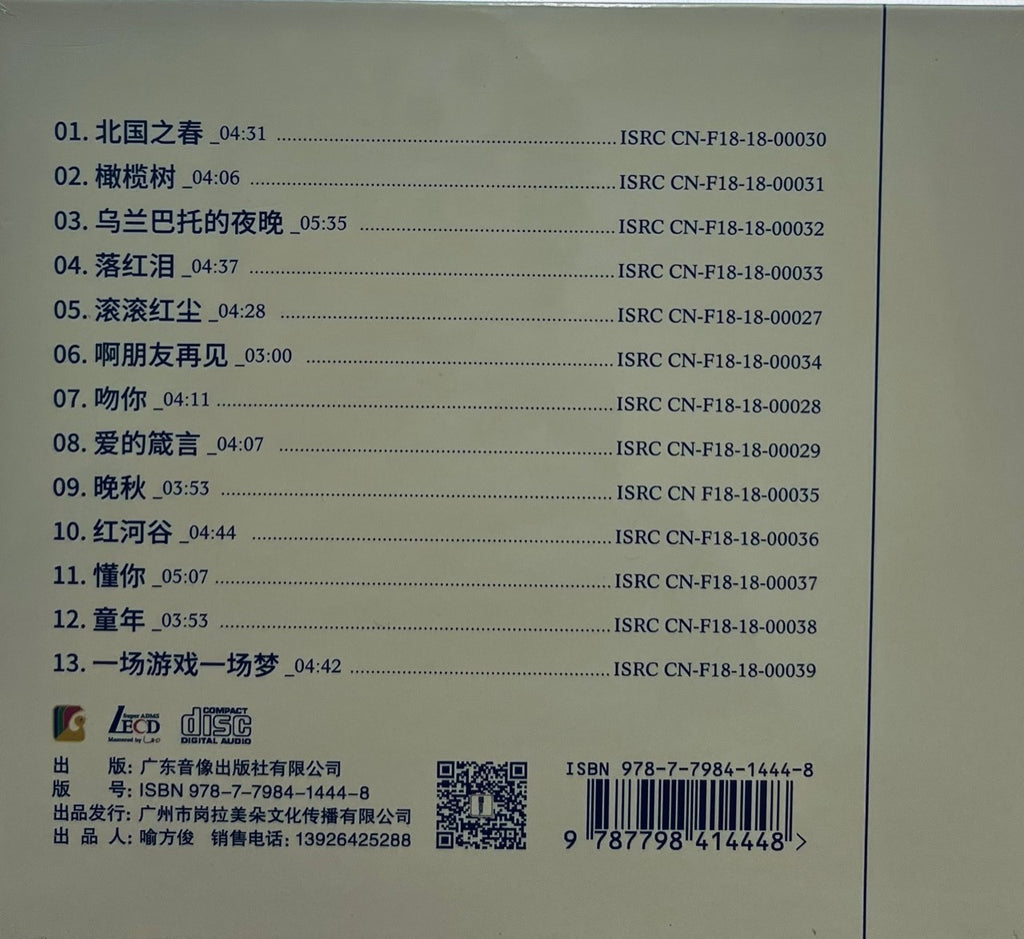 01. 北国之春 _04:31 ISRC CN-F18-18-00030
02. 橄榄树 _04:06 ISRC CN-F18-18-00031
03. 乌兰巴托的夜晚 _05:35 ISRC CN-F18-18-00032
04. 落红泪 _04:37 ISRC CN-F18-18-00033
05. 滚滚红尘 _04:28 ISRC CN-F18-18-00027
06. 啊朋友再见 _03:00 ISRC CN-F18-18-00034
07. 吻你 _04:11 ISRC CN-F18-18-00028
08. 爱的箴言 _04:07 ISRC CN-F18-18-00029
09. 晚秋 _03:53 ISRC CN F18-18-00035
10. 红河谷 _04:44 ISRC CN-F18-18-00036
11. 懂你 _05:07 ISRC CN-F18-18-00037
12. 童年 _03:53 ISRC CN-F18-18-00038
13. 一场游戏一场梦 _04:42 ISRC CN-F18-18-00039
Super ADMS
LECD
Mastered by
COMPACT
disc
DIGITAL AUDIO
出 版: 广东音像出版社有限公司
版 号: ISBN 978-7-7984-1444-8
出品发行: 广州市岗拉美朵文化传播有限公司
出 品 人: 喻方俊 销售电话: 13926425288
ISBN 978-7-7984-1444-8
9 787798 414448 >